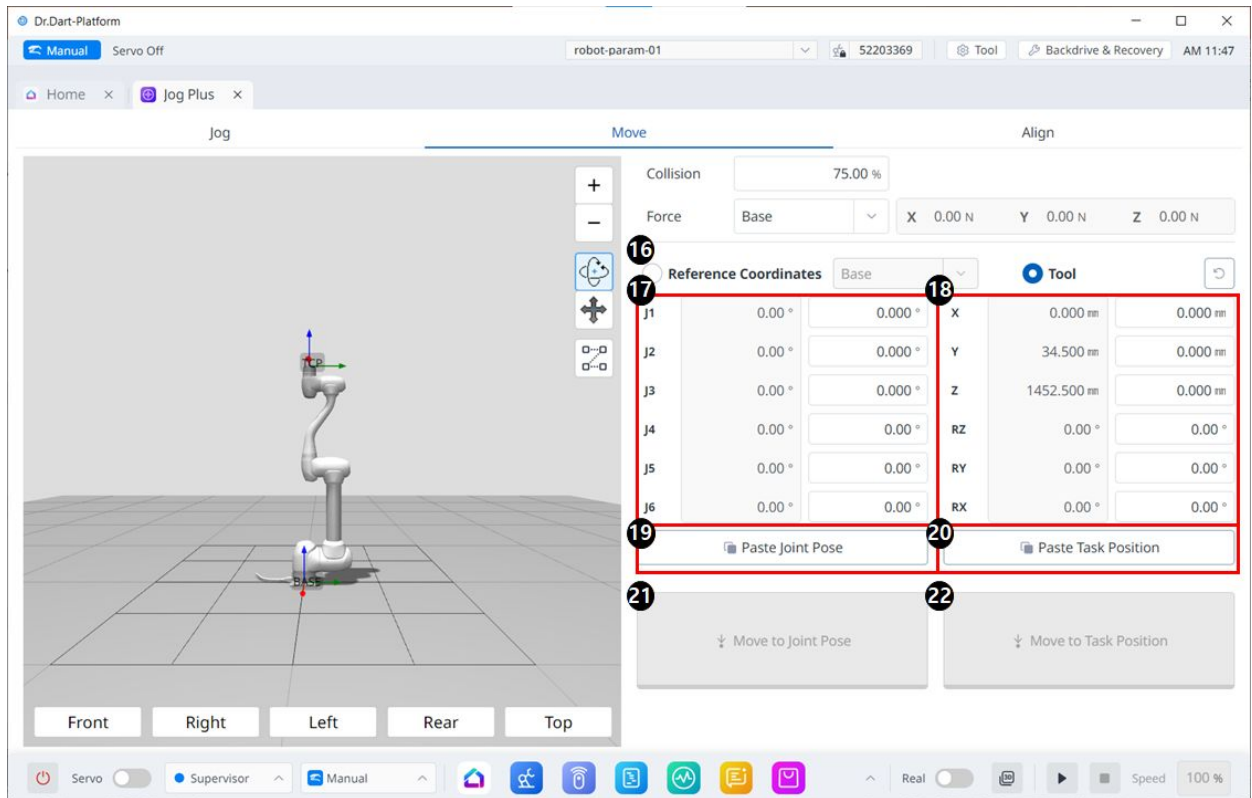 Dr.Dart-Platform
Manual Servo Off robot-param-01 52203369 Tool Backdrive & Recovery AM 11:47
Home Jog Plus
Jog Move Align
Collision 75.00 %
Force Base X 0.00 N Y 0.00 N Z 0.00 N
16
Reference Coordinates Base Tool
17 18
J1 0.00 ° 0.000 ° X 0.000 mm 0.000 mm
J2 0.00 ° 0.000 ° Y 34.500 mm 0.000 mm
J3 0.00 ° 0.000 ° Z 1452.500 mm 0.000 mm
J4 0.00 ° 0.00 ° RZ 0.00 ° 0.00 °
J5 0.00 ° 0.00 ° RY 0.00 ° 0.00 °
J6 0.00 ° 0.00 ° RX 0.00 ° 0.00 °
19 20
Paste Joint Pose Paste Task Position
21 22
Move to Joint Pose Move to Task Position
TCP
BASE
Front Right Left Rear Top
Servo Supervisor Manual Real 3D Speed 100 %